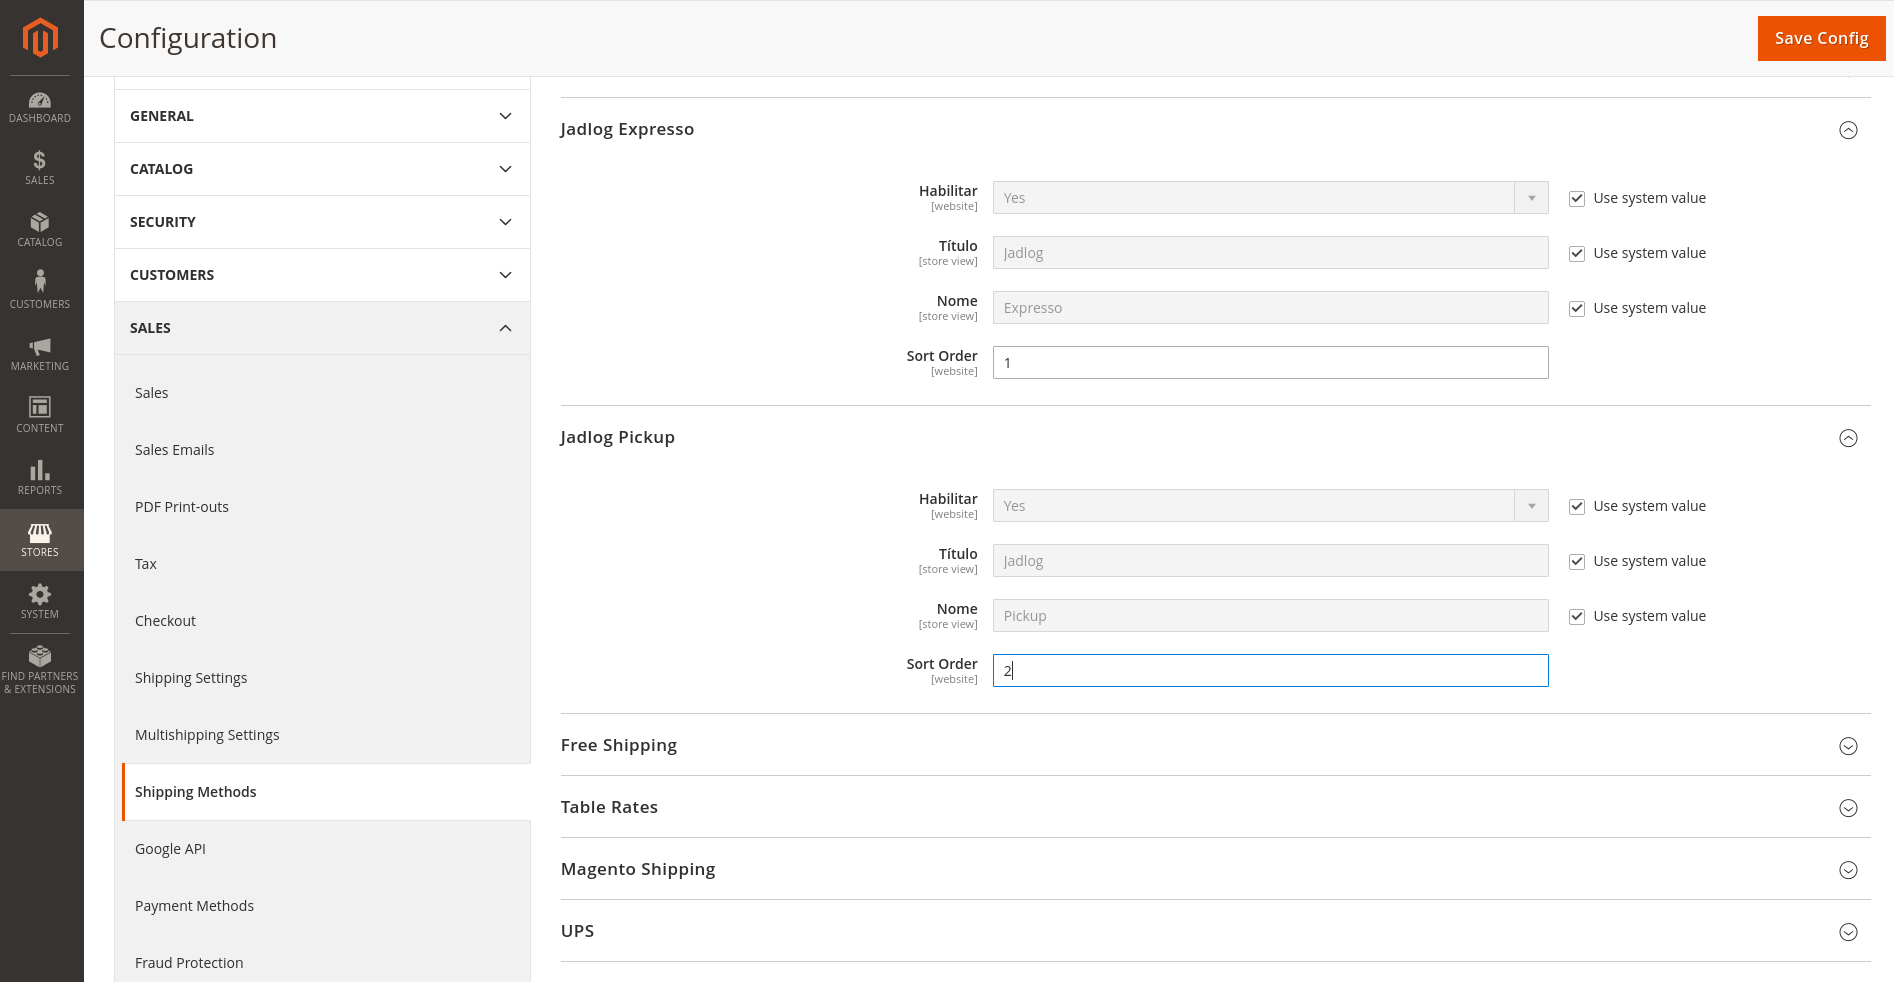 Configuration
Save Config
DASHBOARD
SALES
CATALOG
CUSTOMERS
MARKETING
CONTENT
REPORTS
STORES
SYSTEM
FIND PARTNERS
& EXTENSIONS
GENERAL
CATALOG
SECURITY
CUSTOMERS
SALES
Sales
Sales Emails
PDF Print-outs
Tax
Checkout
Shipping Settings
Multishipping Settings
Shipping Methods
Google API
Payment Methods
Fraud Protection
Jadlog Expresso
Habilitar
[website]
Yes
Use system value
Título
[store view]
Jadlog
Use system value
Nome
[store view]
Expresso
Use system value
Sort Order
[website]
1
Jadlog Pickup
Habilitar
[website]
Yes
Use system value
Título
[store view]
Jadlog
Use system value
Nome
[store view]
Pickup
Use system value
Sort Order
[website]
2
Free Shipping
Table Rates
Magento Shipping
UPS